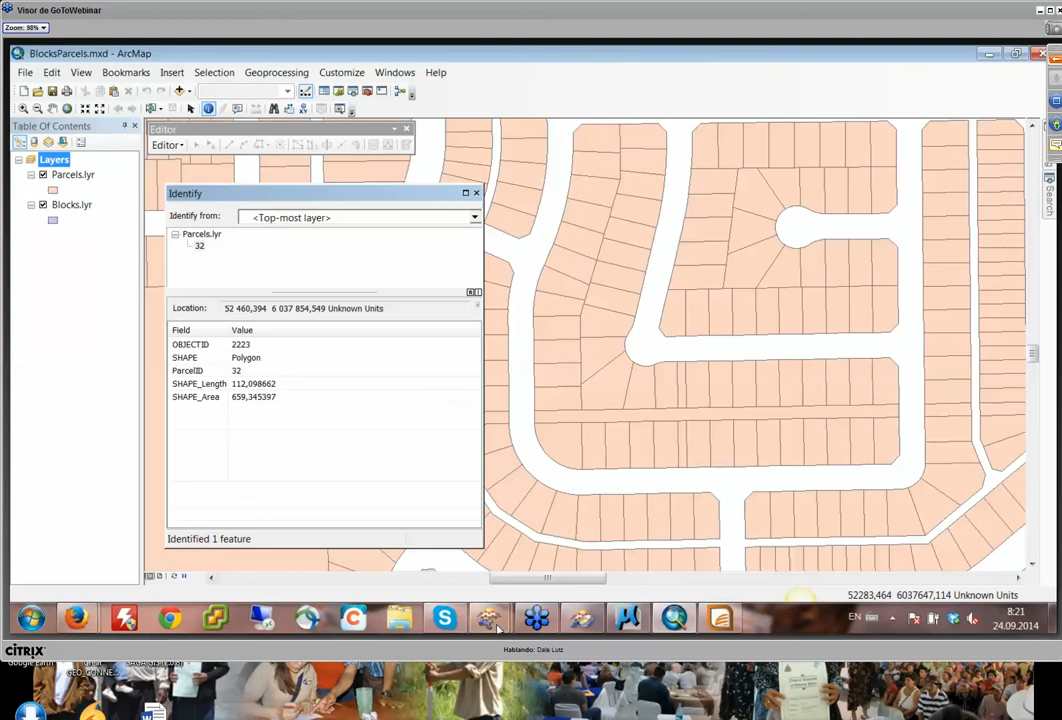 Visor de GoToWebinar
Zoom: 98%
BlocksParcels.mxd - ArcMap
File Edit View Bookmarks Insert Selection Geoprocessing Customize Windows Help
Table Of Contents
Layers
Parcels.lyr
Blocks.lyr
Editor
Editor
Identify
Identify from: <Top-most layer>
Parcels.lyr
32
Location: 52 460,394 6 037 854,549 Unknown Units
Field Value
OBJECTID 2223
SHAPE Polygon
ParcelID 32
SHAPE_Length 112,098662
SHAPE_Area 659,345397
Identified 1 feature
Search
52283,464 6037647,114 Unknown Units
EN 8:21
24.09.2014
CITRIX
Hablando: Dale Lutz
Google Earth
GEO_CONNE...